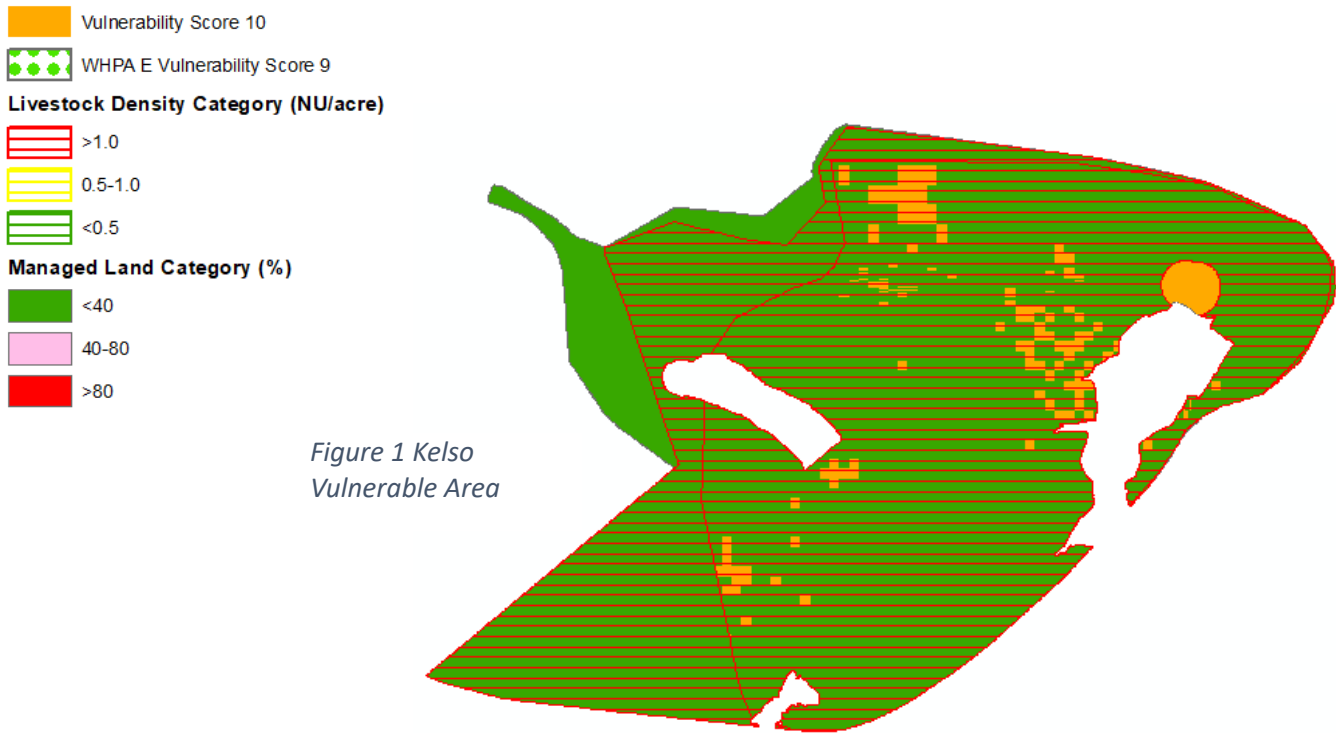 Vulnerability Score 10
WHPA E Vulnerability Score 9
Livestock Density Category (NU/acre)
>1.0
0.5-1.0
<0.5
Managed Land Category (%)
<40
40-80
>80
Figure 1 Kelso
Vulnerable Area